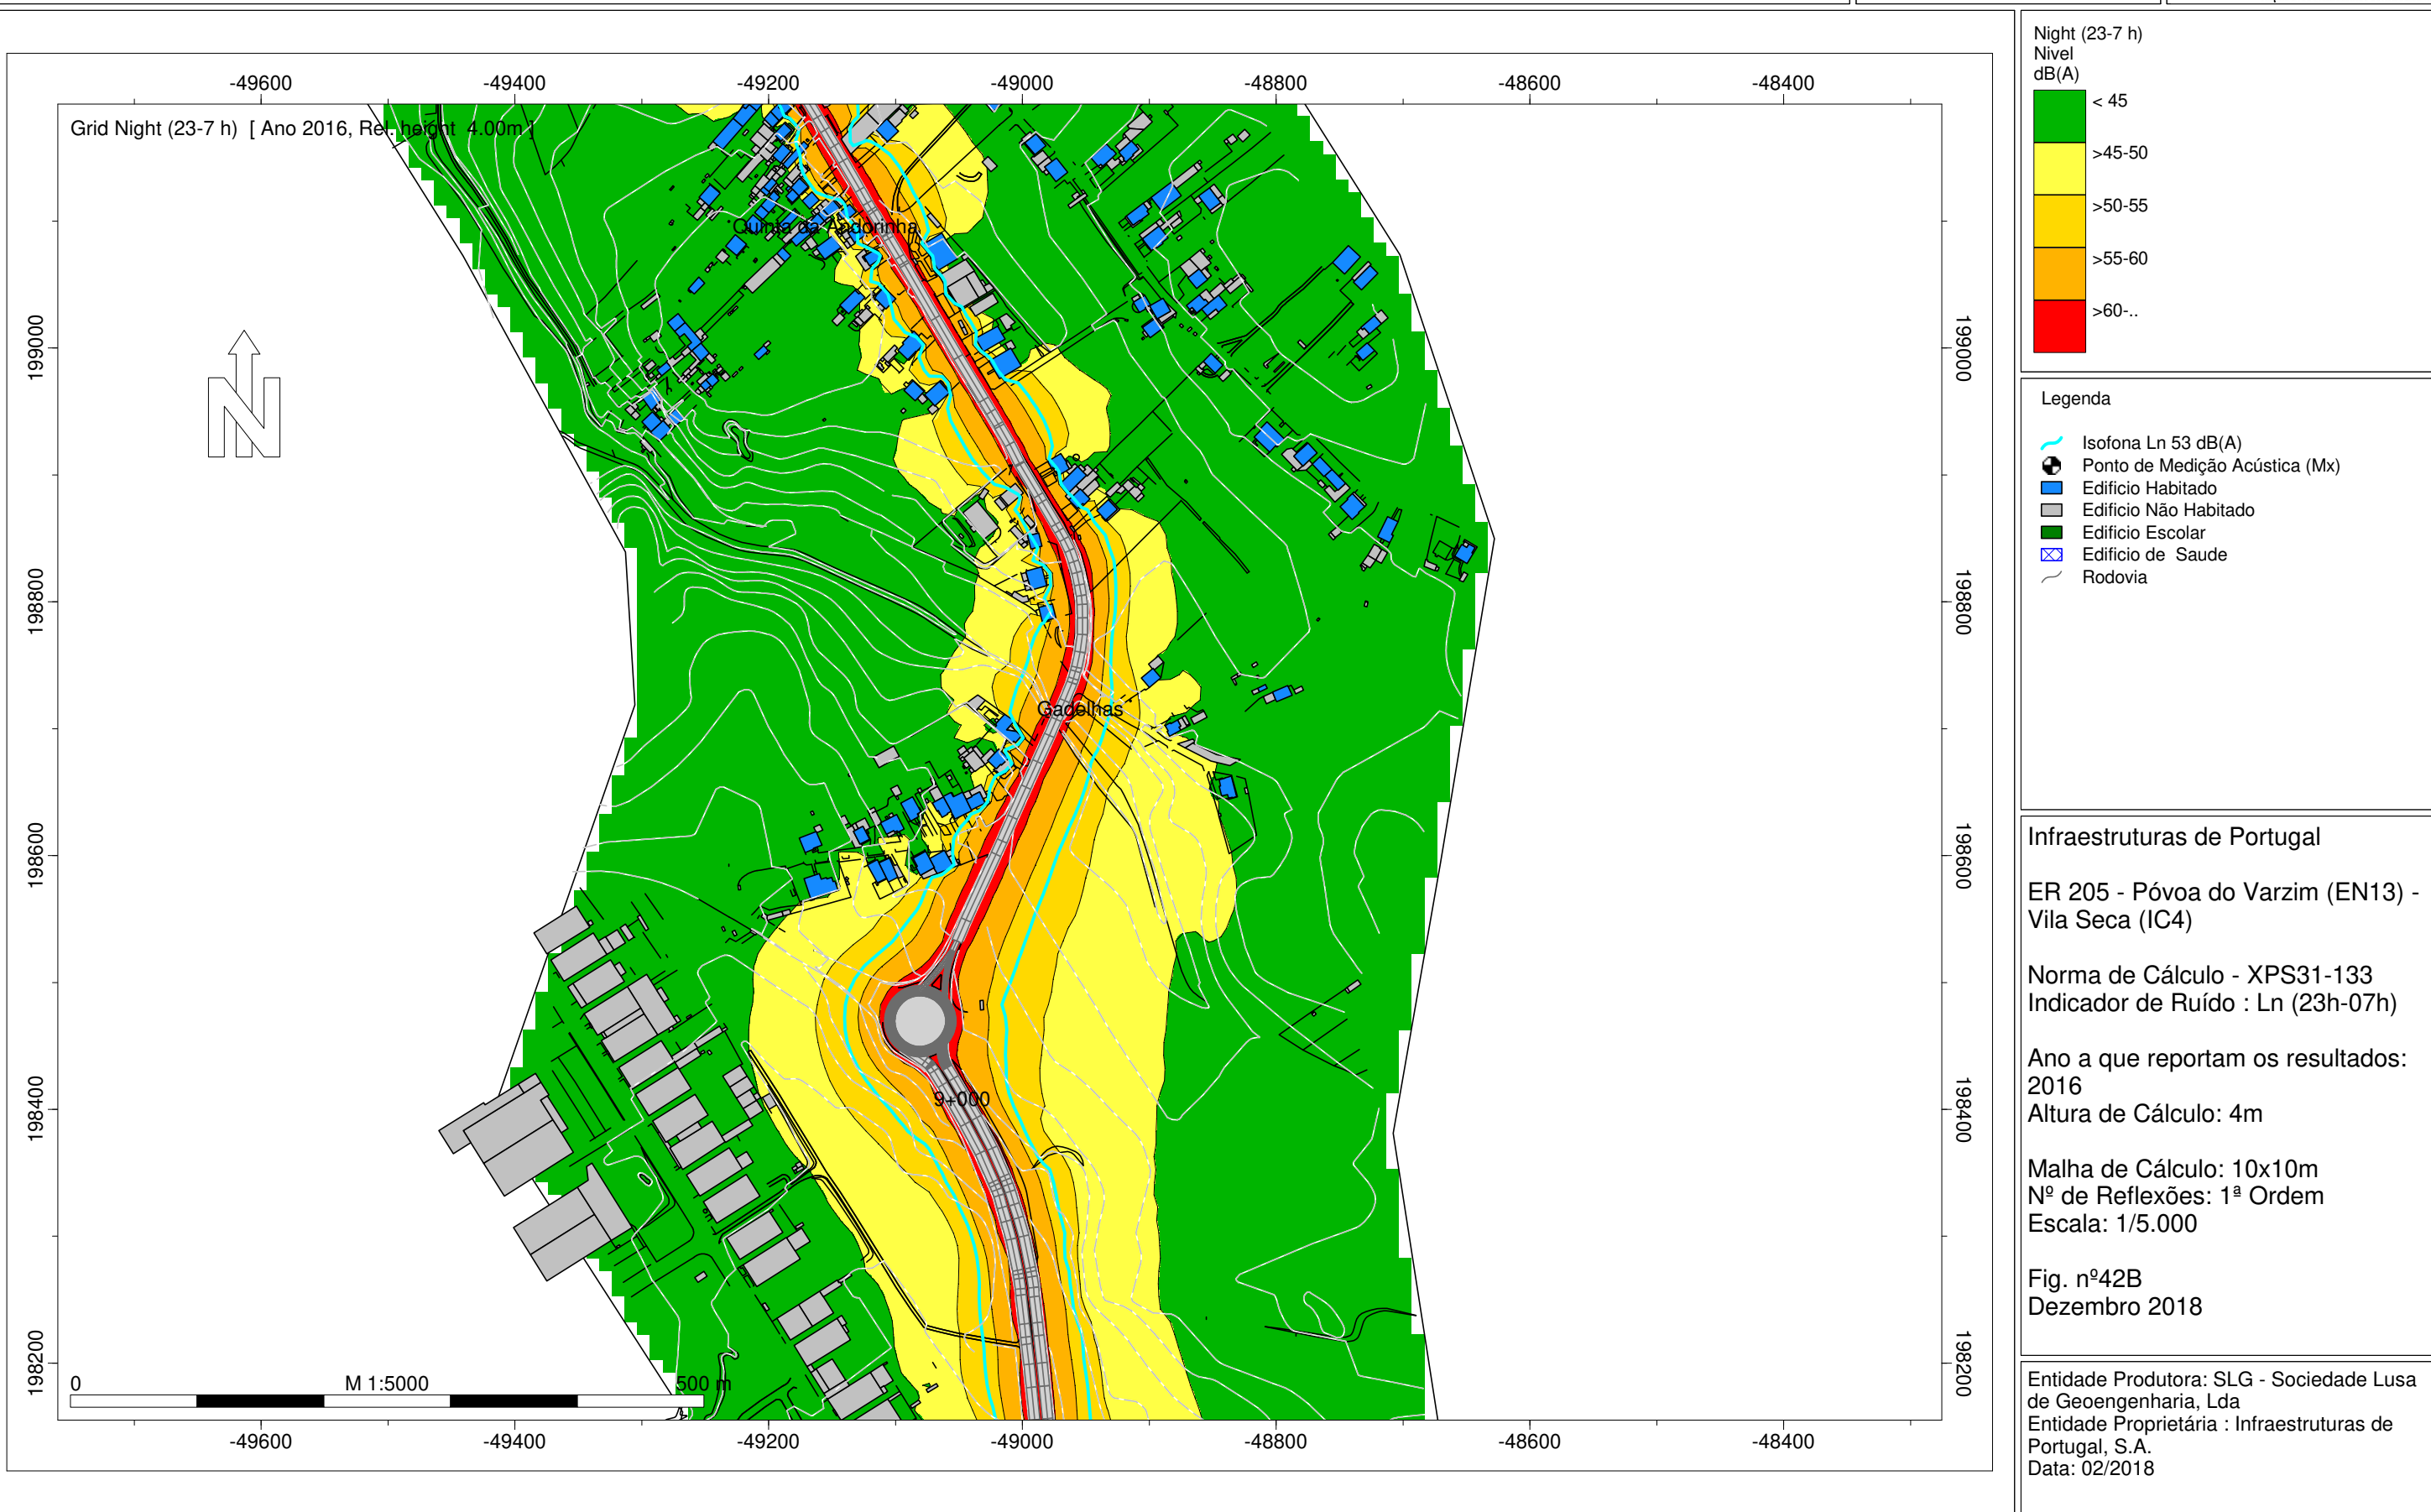 -49600 -49400 -49200 -49000 -48800 -48600 -48400
Grid Night (23-7 h) [ Ano 2016, Rel. height 4.00m ]
Quinta da Andorinha
199000
199000
N
198800
198800
Gadelhas
198600
198600
9+000
198400
198400
198200
198200
0 M 1:5000 500 m
-49600 -49400 -49200 -49000 -48800 -48600 -48400
Night (23-7 h)
Nivel
dB(A)
< 45
>45-50
>50-55
>55-60
>60-..
Legenda
Isofona Ln 53 dB(A)
Ponto de Medição Acústica (Mx)
Edificio Habitado
Edificio Não Habitado
Edificio Escolar
Edificio de Saude
Rodovia
Infraestruturas de Portugal
ER 205 - Póvoa do Varzim (EN13) -
Vila Seca (IC4)
Norma de Cálculo - XPS31-133
Indicador de Ruído : Ln (23h-07h)
Ano a que reportam os resultados:
2016
Altura de Cálculo: 4m
Malha de Cálculo: 10x10m
Nº de Reflexões: 1ª Ordem
Escala: 1/5.000
Fig. nº42B
Dezembro 2018
Entidade Produtora: SLG - Sociedade Lusa
de Geoengenharia, Lda
Entidade Proprietária : Infraestruturas de
Portugal, S.A.
Data: 02/2018